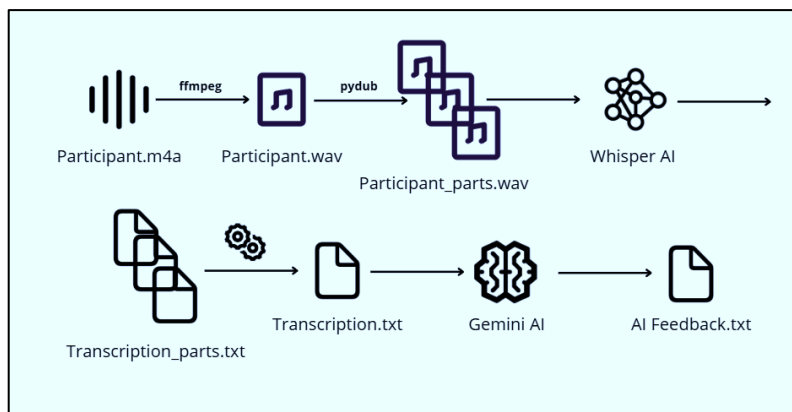 ffmpeg
pydub
Participant.m4a
Participant.wav
Participant_parts.wav
Whisper AI
Transcription_parts.txt
Transcription.txt
Gemini AI
AI Feedback.txt